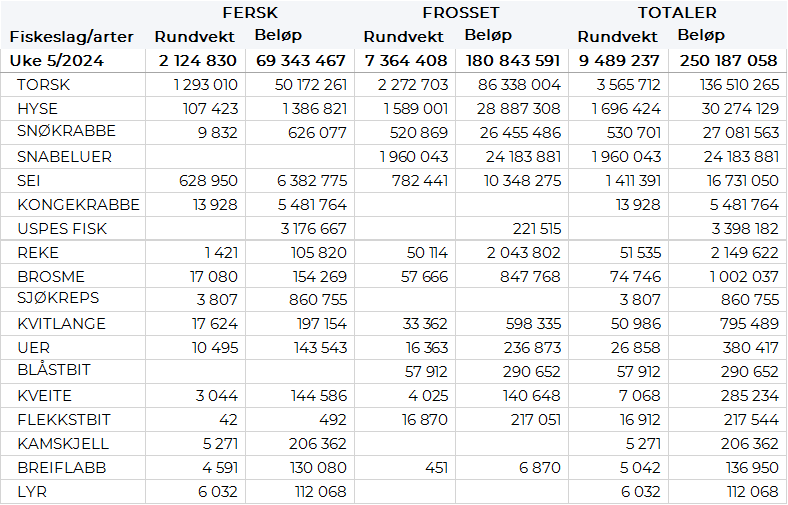 FERSK FROSSET TOTALER
Fiskeslag/arter Rundvekt Beløp Rundvekt Beløp Rundvekt Beløp
Uke 5/2024 2 124 830 69 343 467 7 364 408 180 843 591 9 489 237 250 187 058
TORSK 1 293 010 50 172 261 2 272 703 86 338 004 3 565 712 136 510 265
HYSE 107 423 1 386 821 1 589 001 28 887 308 1 696 424 30 274 129
SNØKRABBE 9 832 626 077 520 869 26 455 486 530 701 27 081 563
SNABELUER 1 960 043 24 183 881 1 960 043 24 183 881
SEI 628 950 6 382 775 782 441 10 348 275 1 411 391 16 731 050
KONGEKRABBE 13 928 5 481 764 13 928 5 481 764
USPES FISK 3 176 667 221 515 3 398 182
REKE 1 421 105 820 50 114 2 043 802 51 535 2 149 622
BROSME 17 080 154 269 57 666 847 768 74 746 1 002 037
SJØKREPS 3 807 860 755 3 807 860 755
KVITLANGE 17 624 197 154 33 362 598 335 50 986 795 489
UER 10 495 143 543 16 363 236 873 26 858 380 417
BLÅSTBIT 57 912 290 652 57 912 290 652
KVEITE 3 044 144 586 4 025 140 648 7 068 285 234
FLEKKSTBIT 42 492 16 870 217 051 16 912 217 544
KAMSKJELL 5 271 206 362 5 271 206 362
BREIFLABB 4 591 130 080 451 6 870 5 042 136 950
LYR 6 032 112 068 6 032 112 068